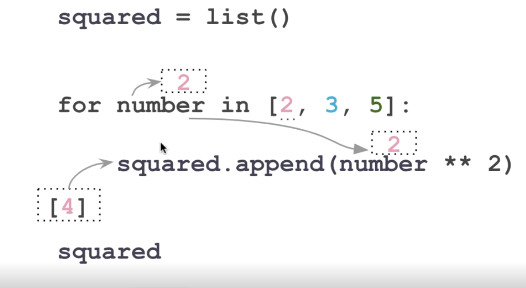 squared = list()
2
for number in [2, 3, 5]:
2
squared.append(number ** 2)
[4]
squared